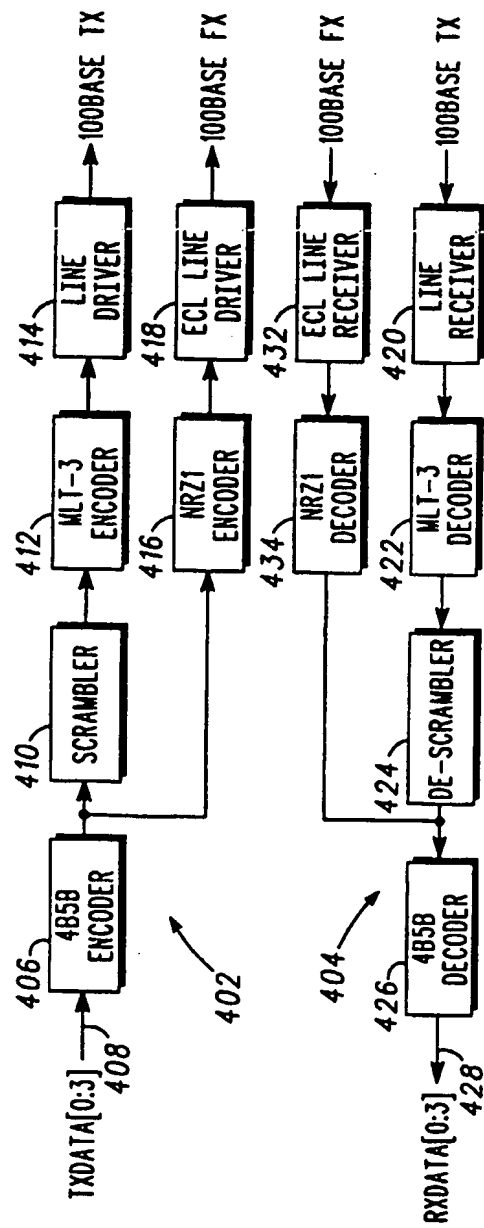 TXDATA[0:3]
408
406
4B5B
ENCODER
410
SCRAMBLER
412
MLT-3
ENCODER
414
LINE
DRIVER
100BASE TX
416
NRZ1
ENCODER
418
ECL LINE
DRIVER
100BASE FX
402
404
434
NRZ1
DECODER
432
ECL LINE
RECEIVER
100BASE FX
RXDATA[0:3]
428
426
4B5B
DECODER
424
DE-SCRAMBLER
422
MLT-3
DECODER
420
LINE
RECEIVER
100BASE TX